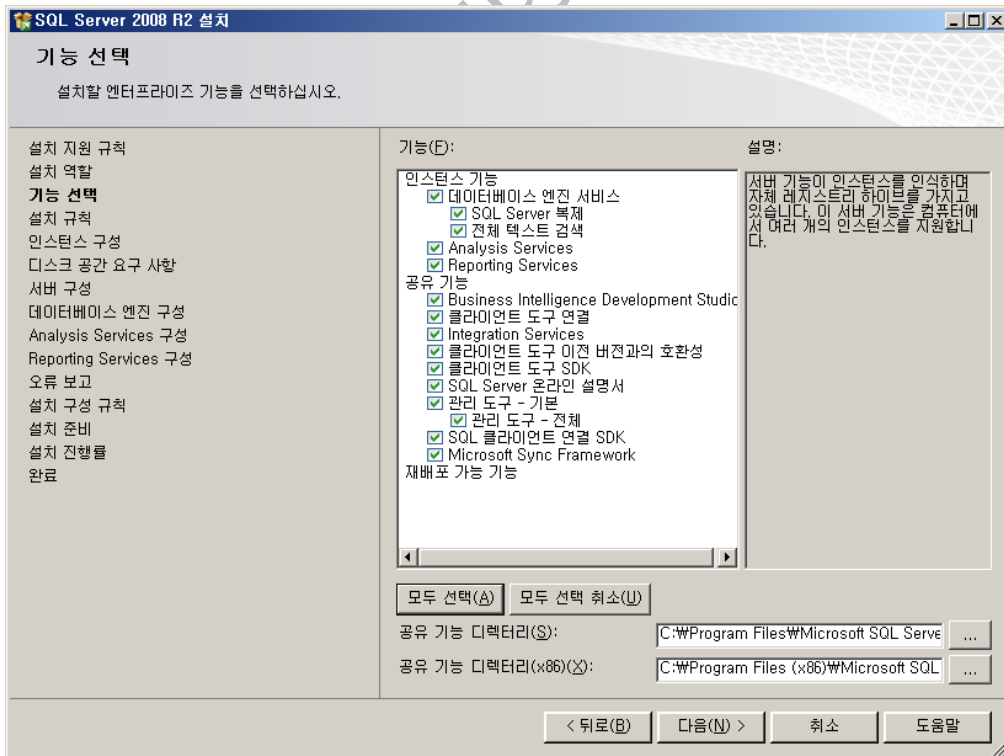 SQL Server 2008 R2 설치
기능 선택
설치할 엔터프라이즈 기능을 선택하십시오.
설치 지원 규칙
설치 역할
기능 선택
설치 규칙
인스턴스 구성
디스크 공간 요구 사항
서버 구성
데이터베이스 엔진 구성
Analysis Services 구성
Reporting Services 구성
오류 보고
설치 구성 규칙
설치 준비
설치 진행률
완료
기능(F):
인스턴스 기능
데이터베이스 엔진 서비스
SQL Server 복제
전체 텍스트 검색
Analysis Services
Reporting Services
공유 기능
Business Intelligence Development Studio
클라이언트 도구 연결
Integration Services
클라이언트 도구 이전 버전과의 호환성
클라이언트 도구 SDK
SQL Server 온라인 설명서
관리 도구 - 기본
관리 도구 - 전체
SQL 클라이언트 연결 SDK
Microsoft Sync Framework
재배포 가능 기능
설명:
서버 기능이 인스턴스를 인식하며
자체 레지스트리 하이브를 가지고
있습니다. 이 서버 기능은 컴퓨터에
서 여러 개의 인스턴스를 지원합니
다.
모두 선택(A)
모두 선택 취소(U)
공유 기능 디렉터리(S):
C:₩Program Files₩Microsoft SQL Serve
...
공유 기능 디렉터리(x86)(X):
C:₩Program Files (x86)₩Microsoft SQL
...
< 뒤로(B)
다음(N) >
취소
도움말